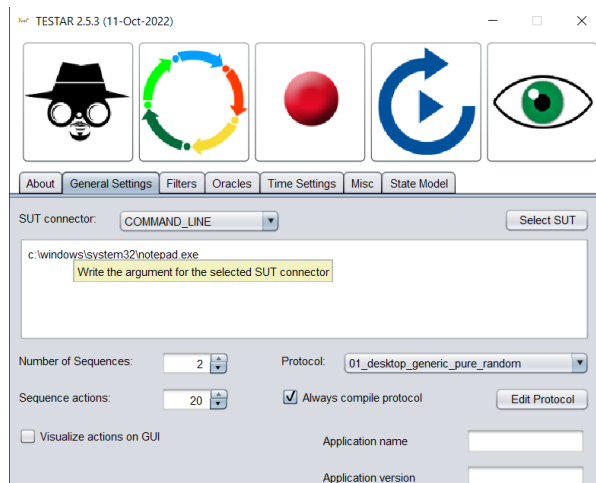 TESTAR 2.5.3 (11-Oct-2022)
About General Settings Filters Oracles Time Settings Misc State Model
SUT connector: COMMAND_LINE Select SUT
c:\windows\system32\notepad.exe
Write the argument for the selected SUT connector
Number of Sequences: 2 Protocol: 01_desktop_generic_pure_random
Sequence actions: 20 Always compile protocol Edit Protocol
Visualize actions on GUI Application name
Application version